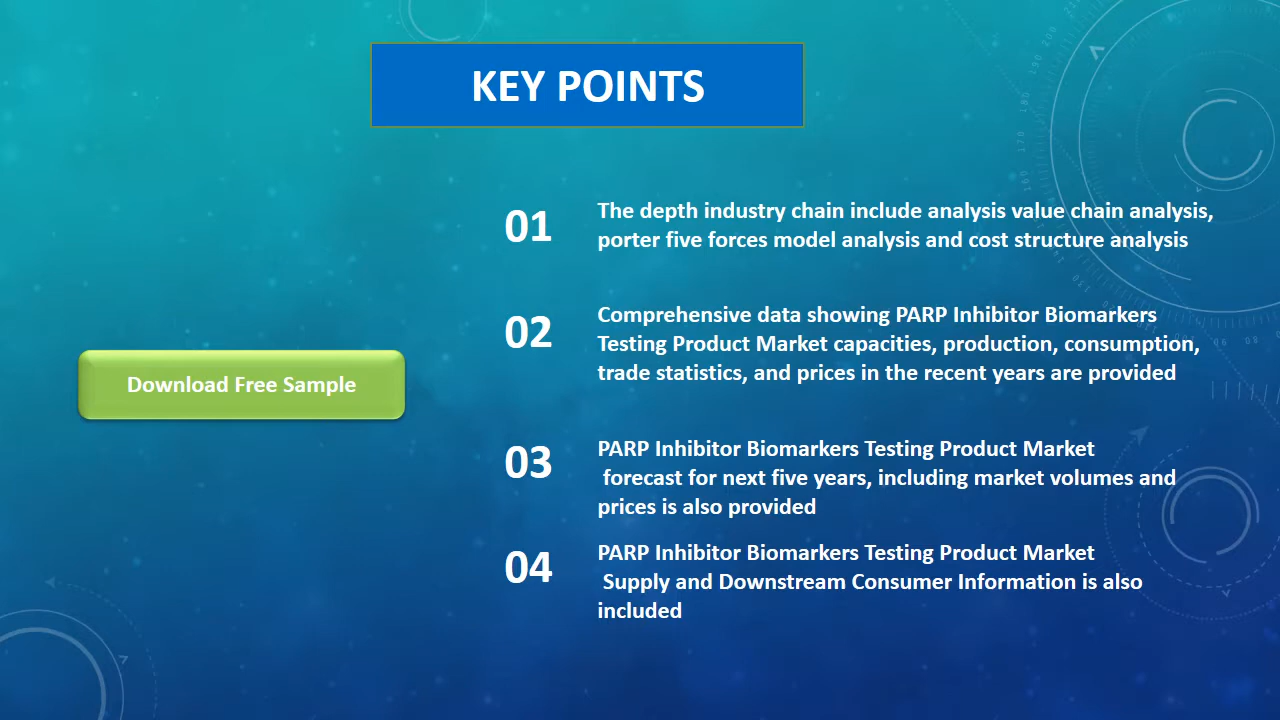 KEY POINTS
01
The depth industry chain include analysis value chain analysis,
porter five forces model analysis and cost structure analysis
02
Comprehensive data showing PARP Inhibitor Biomarkers
Testing Product Market capacities, production, consumption,
trade statistics, and prices in the recent years are provided
Download Free Sample
03
PARP Inhibitor Biomarkers Testing Product Market
forecast for next five years, including market volumes and
prices is also provided
04
PARP Inhibitor Biomarkers Testing Product Market
Supply and Downstream Consumer Information is also
included